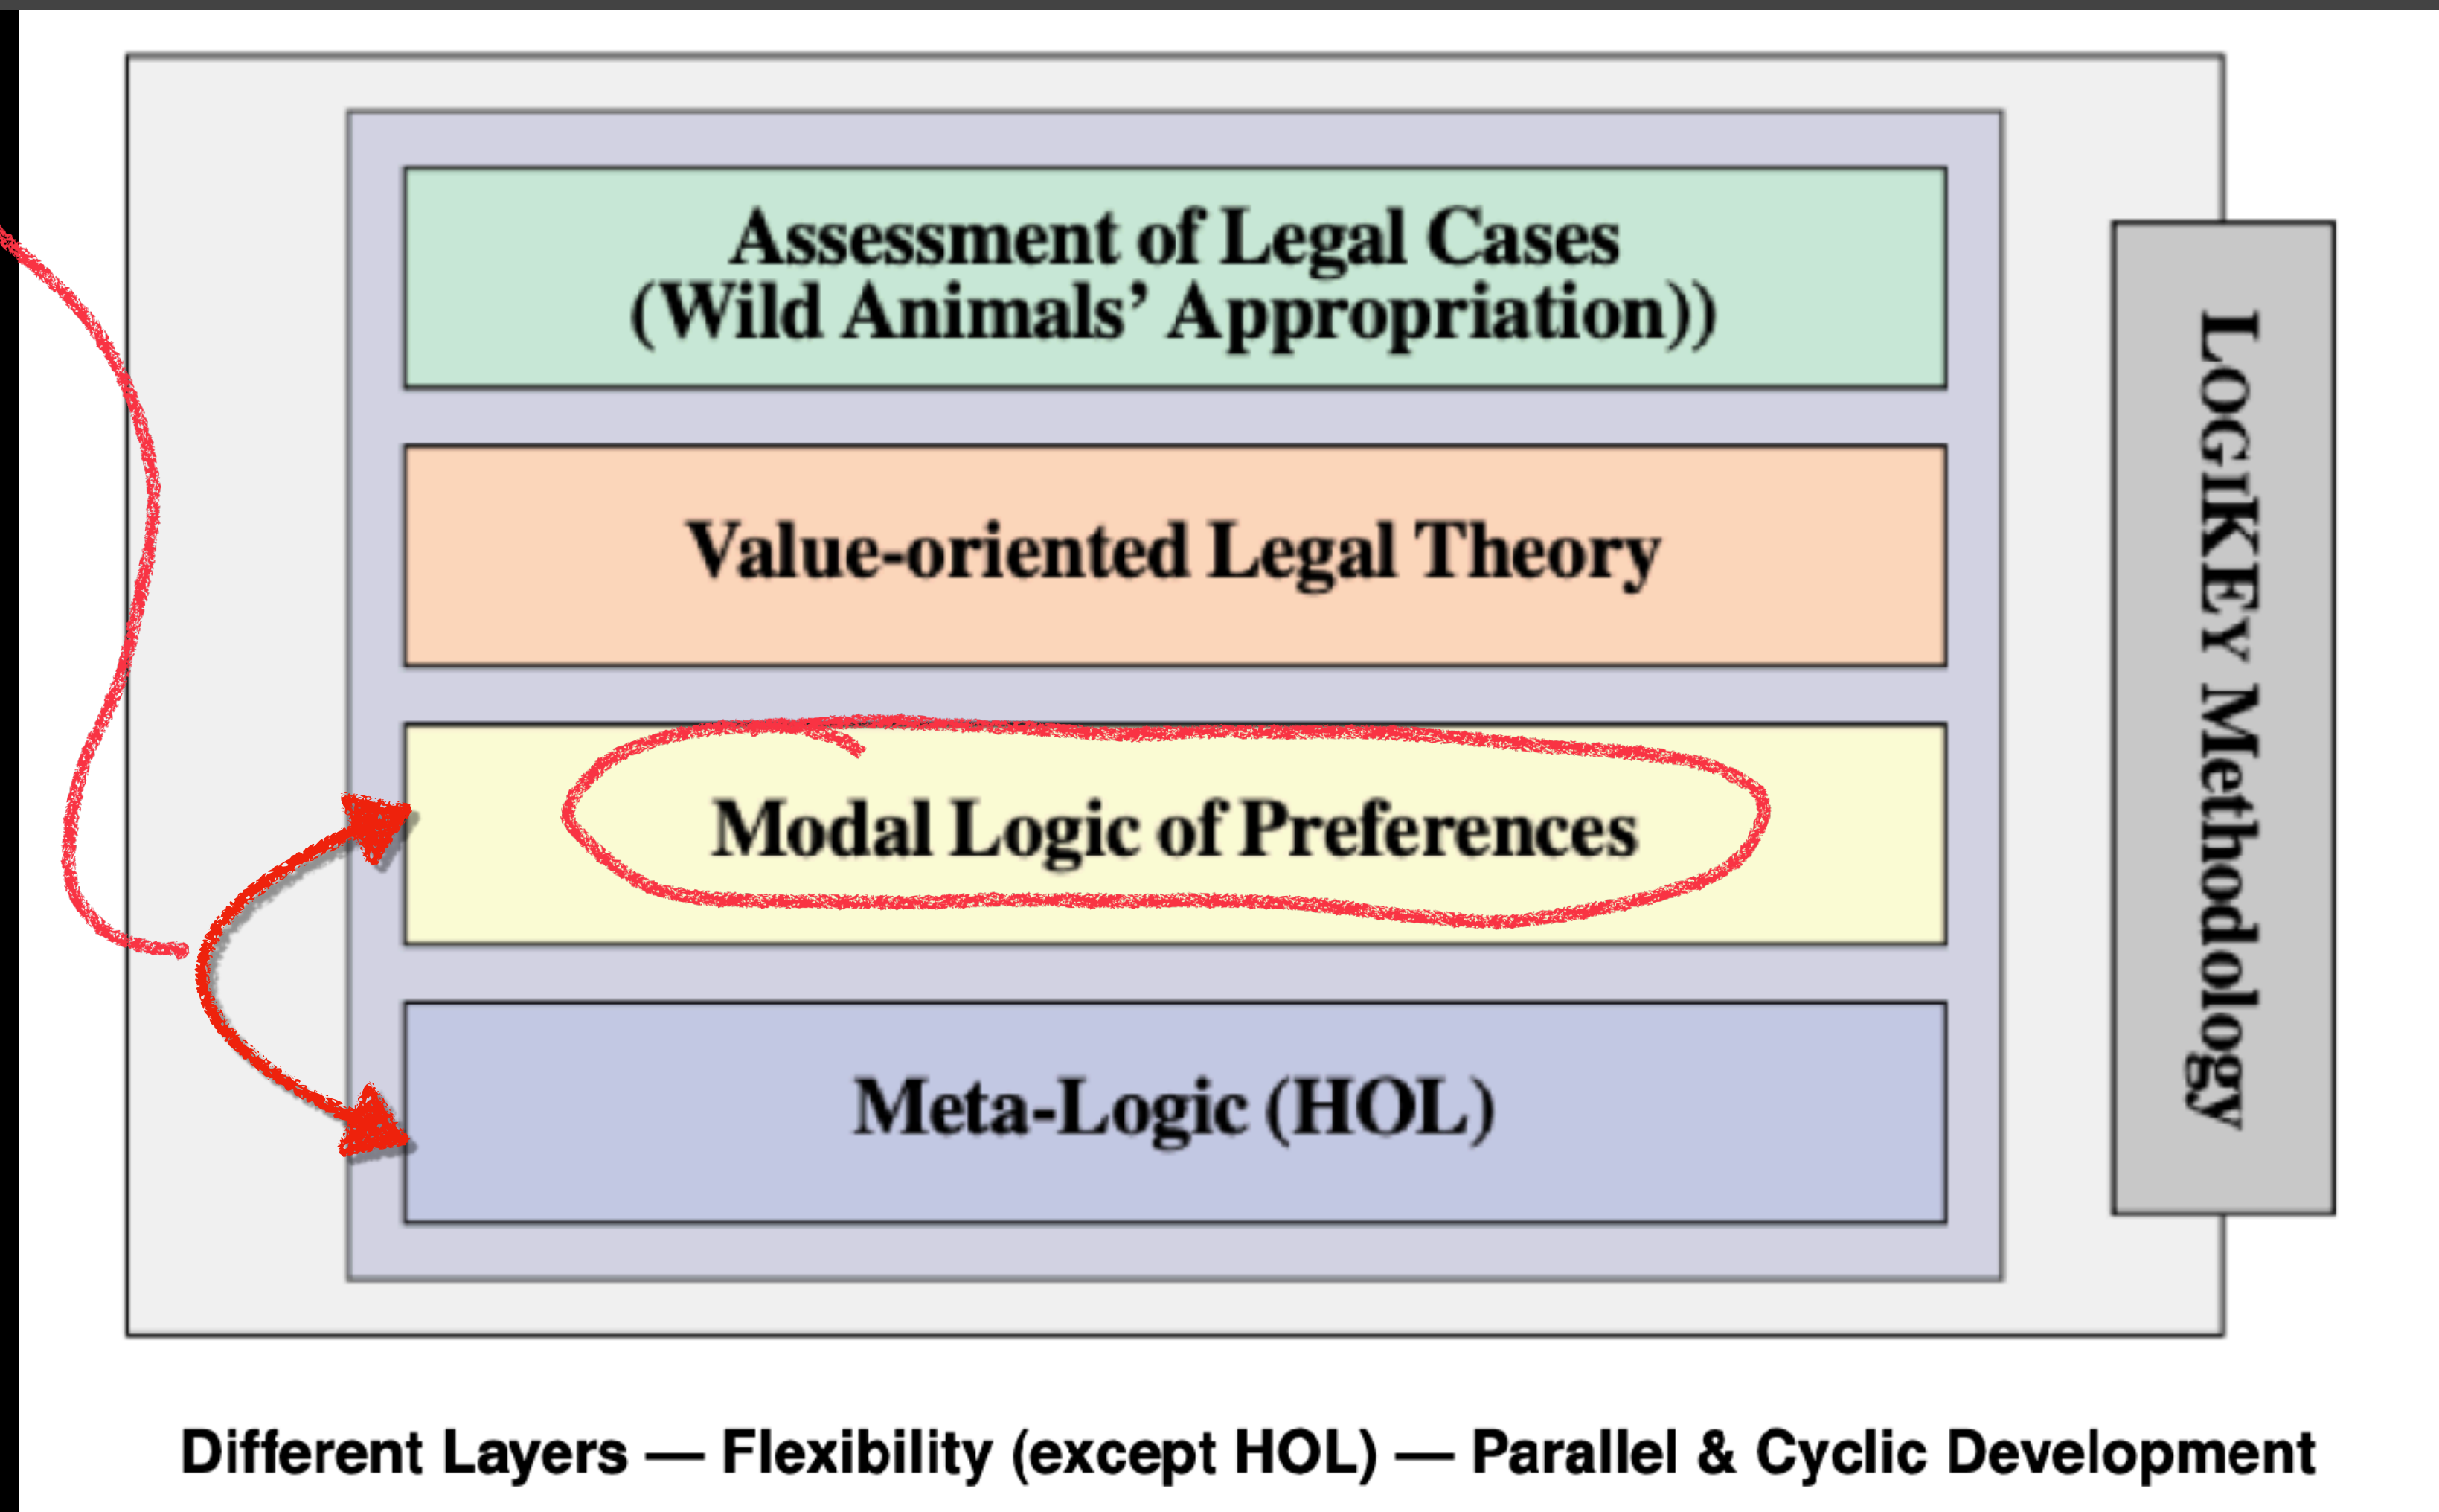 Assessment of Legal Cases
(Wild Animals’ Appropriation))
Value-oriented Legal Theory
Modal Logic of Preferences
Meta-Logic (HOL)
LOGIKEY Methodology
Different Layers — Flexibility (except HOL) — Parallel & Cyclic Development